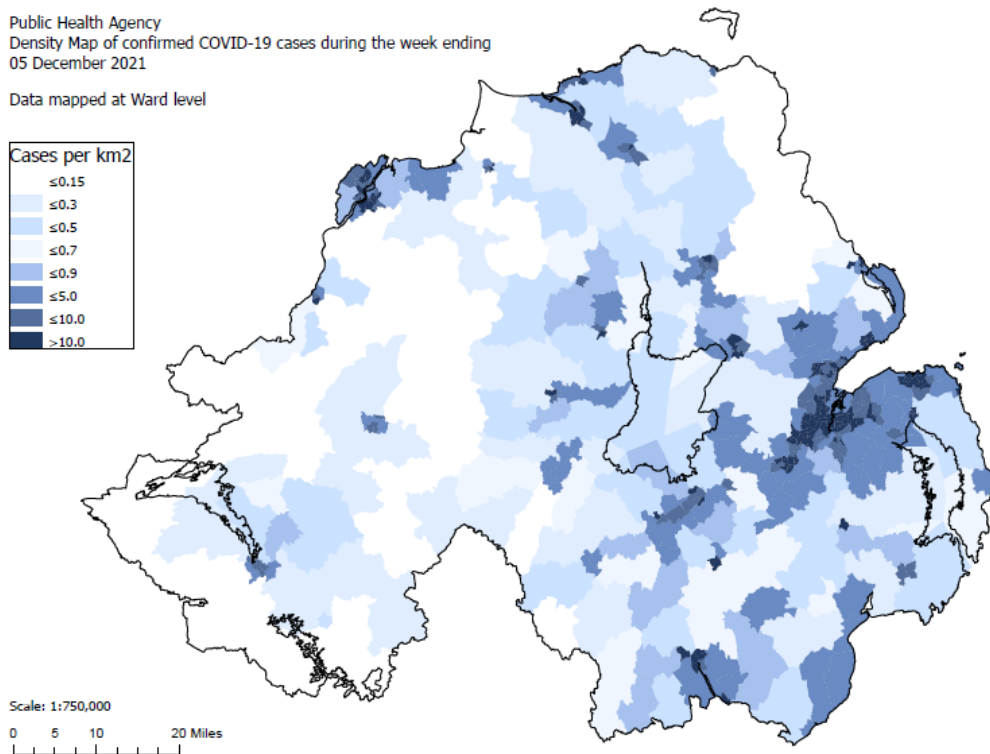 Public Health Agency
Density Map of confirmed COVID-19 cases during the week ending
05 December 2021
Data mapped at Ward level
Cases per km2
≤0.15
≤0.3
≤0.5
≤0.7
≤0.9
≤5.0
≤10.0
>10.0
Scale: 1:750,000
0 5 10 20 Miles